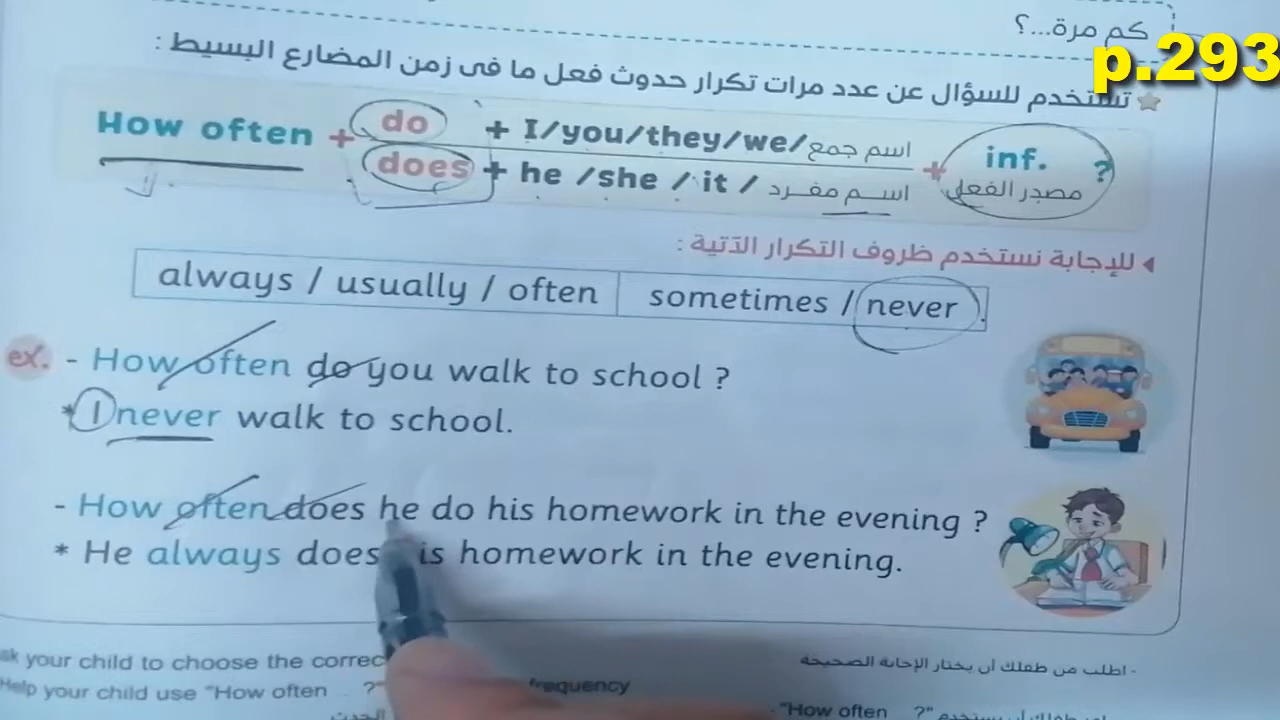 كم مرة...؟
p.293
تستخدم للسؤال عن عدد مرات تكرار حدوث فعل ما فى زمن المضارع البسيط :
How often + do + I/you/they/we/ اسم جمع + inf. ?
does + he /she / it / اسم مفرد مصدر الفعل
للإجابة نستخدم ظروف التكرار الآتية :
always / usually / often sometimes / never .
ex. - How often do you walk to school ?
* I never walk to school.
- How often does he do his homework in the evening ?
* He always does is homework in the evening.
your child to choose the correc
- اطلب من طفلك أن يختار الإجابة الصحيحة
Help your child use "How often ?" frequency
"How often ?"